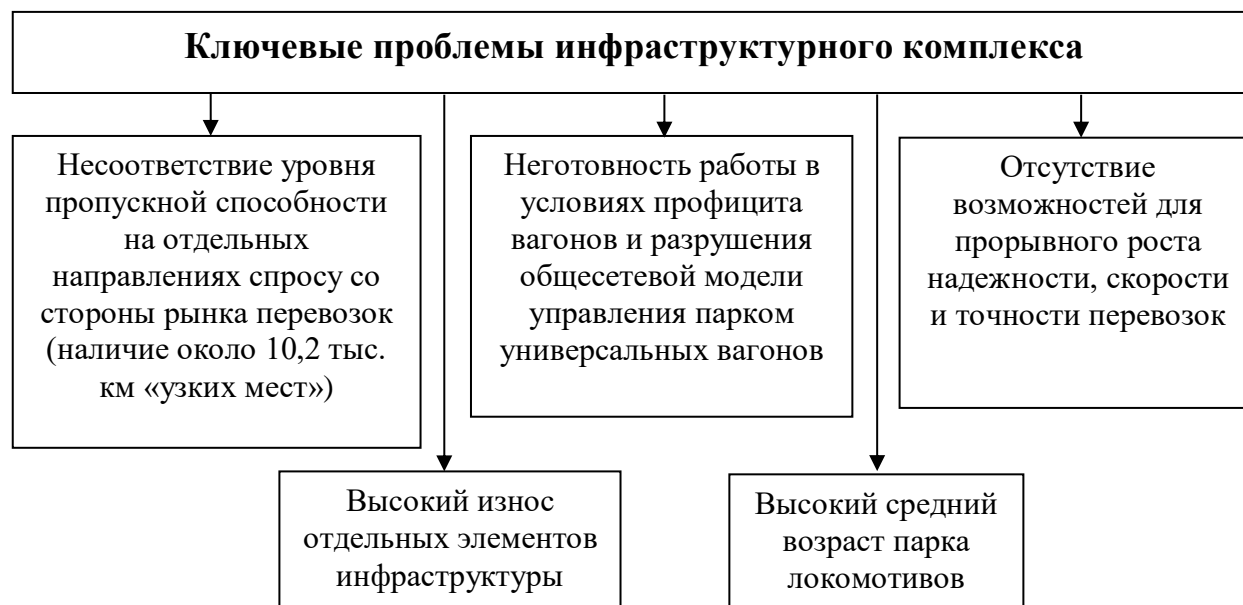 Ключевые проблемы инфраструктурного комплекса
Несоответствие уровня
пропускной способности
на отдельных
направлениях спросу со
стороны рынка перевозок
(наличие около 10,2 тыс.
км «узких мест»)
Неготовность работы в
условиях профицита
вагонов и разрушения
общесетевой модели
управления парком
универсальных вагонов
Отсутствие
возможностей для
прорывного роста
надежности, скорости
и точности перевозок
Высокий износ
отдельных элементов
инфраструктуры
Высокий средний
возраст парка
локомотивов